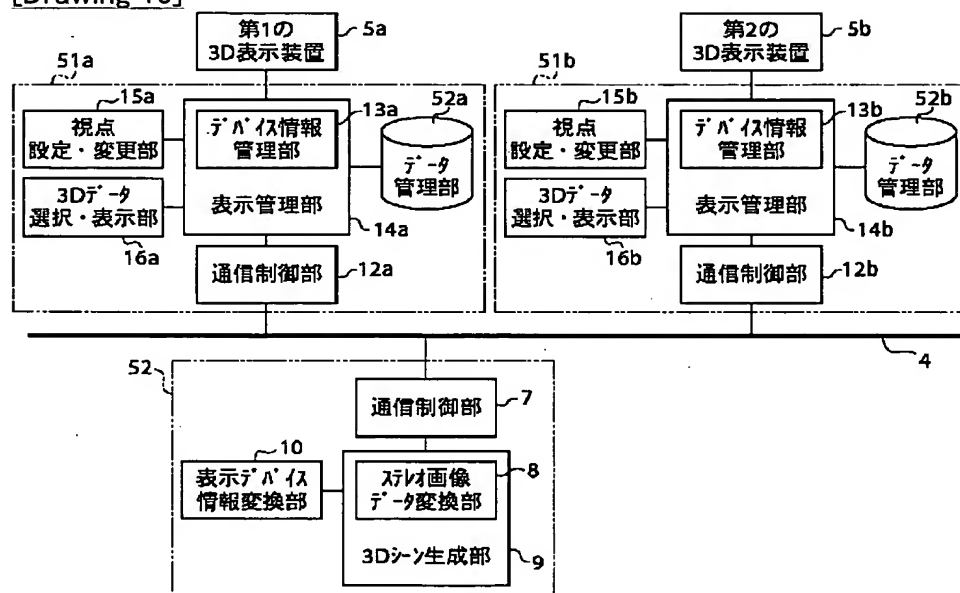 [Drawing 10]
第1の
3D表示装置
5a
第2の
3D表示装置
5b
51a
51b
15a
視点
設定・変更部
13a
デバイス情報
管理部
52a
データ
管理部
3Dデータ
選択・表示部
16a
表示管理部
14a
通信制御部
12a
15b
視点
設定・変更部
13b
デバイス情報
管理部
52b
データ
管理部
3Dデータ
選択・表示部
16b
表示管理部
14b
通信制御部
12b
4
52
通信制御部
7
10
表示デバイス
情報変換部
ステレオ画像
データ変換部
8
3Dシーン生成部
9